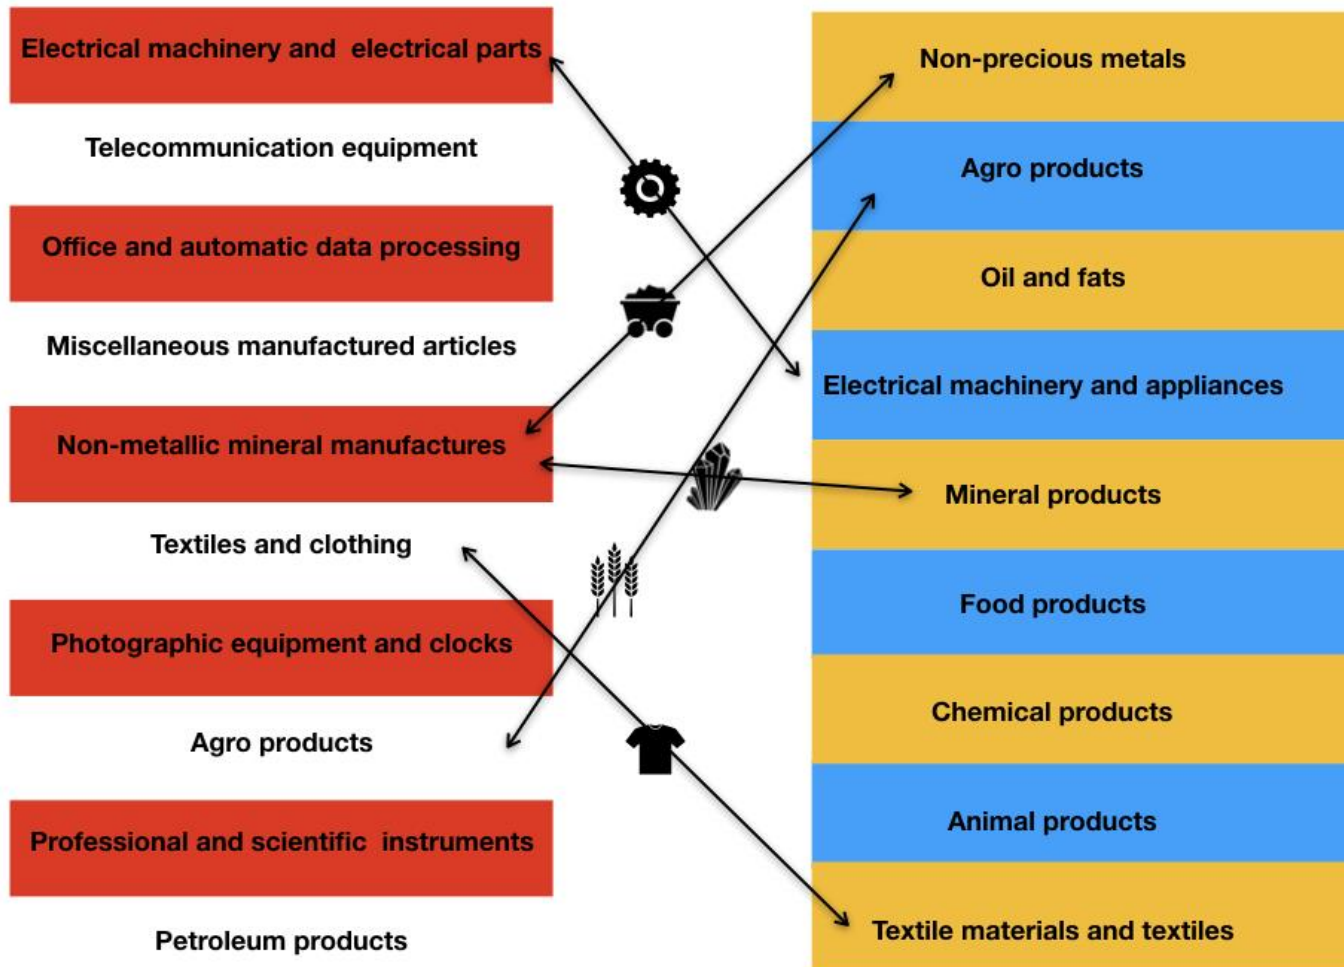 Electrical machinery and electrical parts
Telecommunication equipment
Office and automatic data processing
Miscellaneous manufactured articles
Non-metallic mineral manufactures
Textiles and clothing
Photographic equipment and clocks
Agro products
Professional and scientific instruments
Petroleum products
Non-precious metals
Agro products
Oil and fats
Electrical machinery and appliances
Mineral products
Food products
Chemical products
Animal products
Textile materials and textiles